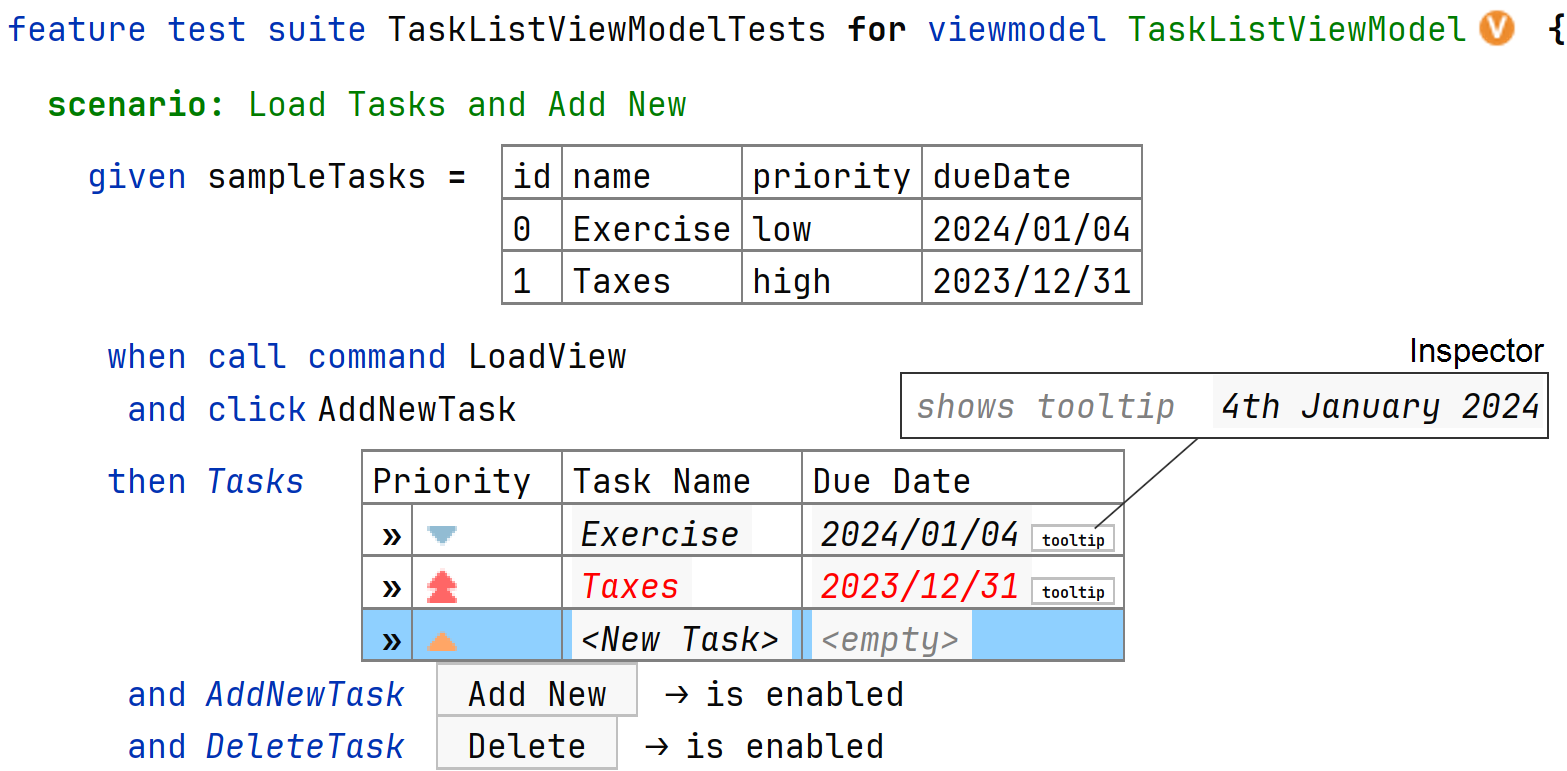 feature test suite TaskListViewModelTests for viewmodel TaskListViewModel V {
scenario: Load Tasks and Add New
given sampleTasks =
id name priority dueDate
0 Exercise low 2024/01/04
1 Taxes high 2023/12/31
when call command LoadView
and click AddNewTask
Inspector
shows tooltip 4th January 2024
then Tasks
Priority Task Name Due Date
» Exercise 2024/01/04 tooltip
» Taxes 2023/12/31 tooltip
» <New Task> <empty>
and AddNewTask Add New → is enabled
and DeleteTask Delete → is enabled